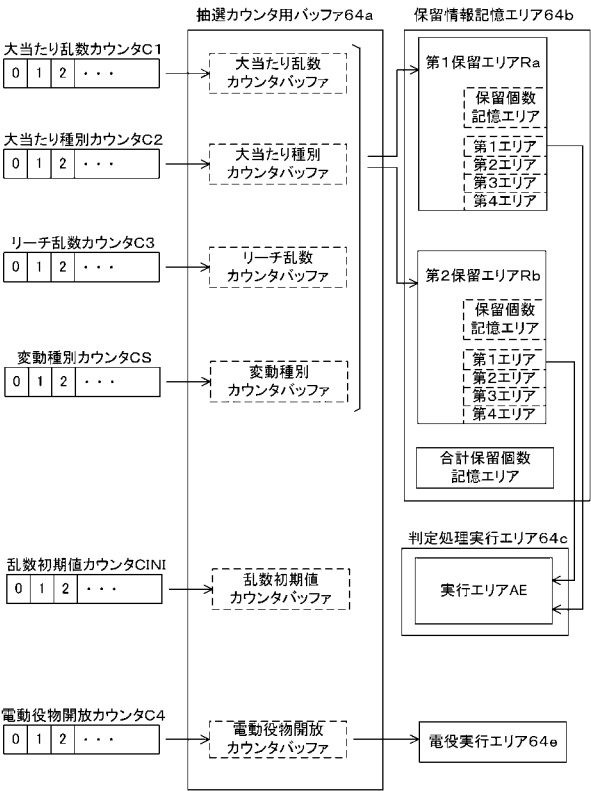 抽選カウンタ用バッファ64a
保留情報記憶エリア64b
大当たり乱数カウンタC1
0 1 2 ・・・
大当たり乱数
カウンタバッファ
大当たり種別カウンタC2
0 1 2 ・・・
大当たり種別
カウンタバッファ
リーチ乱数カウンタC3
0 1 2 ・・・
リーチ乱数
カウンタバッファ
変動種別カウンタCS
0 1 2 ・・・
変動種別
カウンタバッファ
乱数初期値カウンタCINI
0 1 2 ・・・
乱数初期値
カウンタバッファ
電動役物開放カウンタC4
0 1 2 ・・・
電動役物開放
カウンタバッファ
第1保留エリアRa
保留個数
記憶エリア
第1エリア
第2エリア
第3エリア
第4エリア
第2保留エリアRb
保留個数
記憶エリア
第1エリア
第2エリア
第3エリア
第4エリア
合計保留個数
記憶エリア
判定処理実行エリア64c
実行エリアAE
電役実行エリア64e